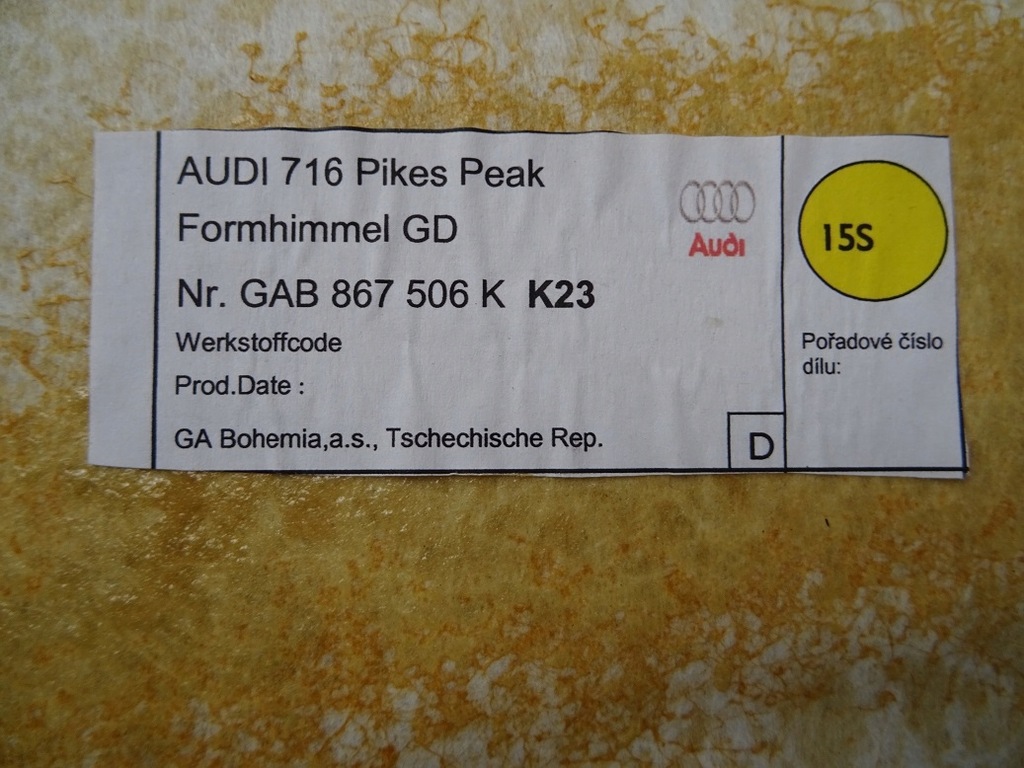 AUDI 716 Pikes Peak
Formhimmel GD
Nr. GAB 867 506 K K23
Werkstoffcode
Prod.Date :
GA Bohemia,a.s., Tschechische Rep.
Audi
D
15S
Pořadové číslo
dílu: